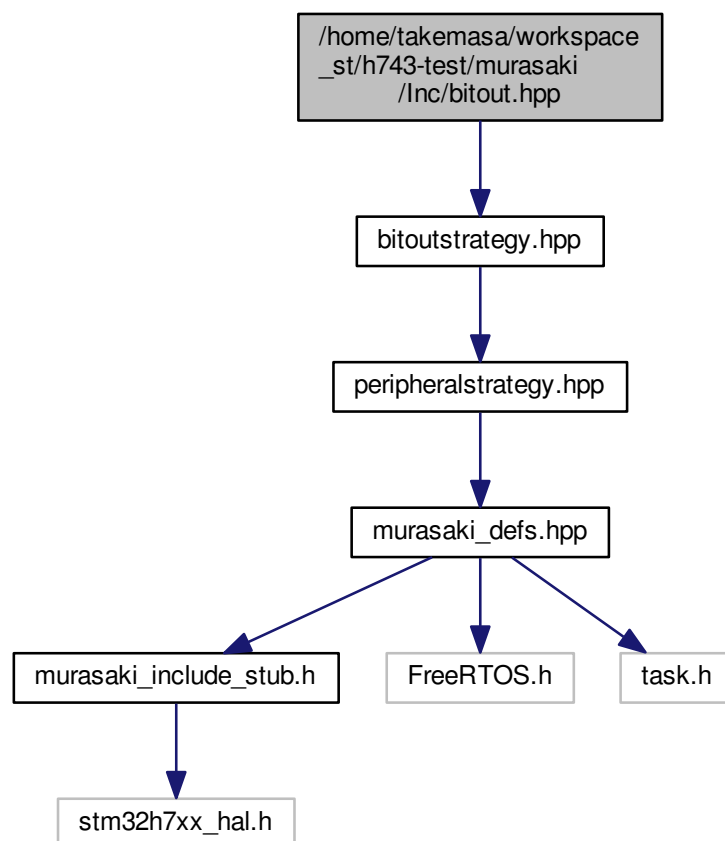 /home/takemasa/workspace
_st/h743-test/murasaki
/Inc/bitout.hpp
bitoutstrategy.hpp
peripheralstrategy.hpp
murasaki_defs.hpp
murasaki_include_stub.h
FreeRTOS.h
task.h
stm32h7xx_hal.h